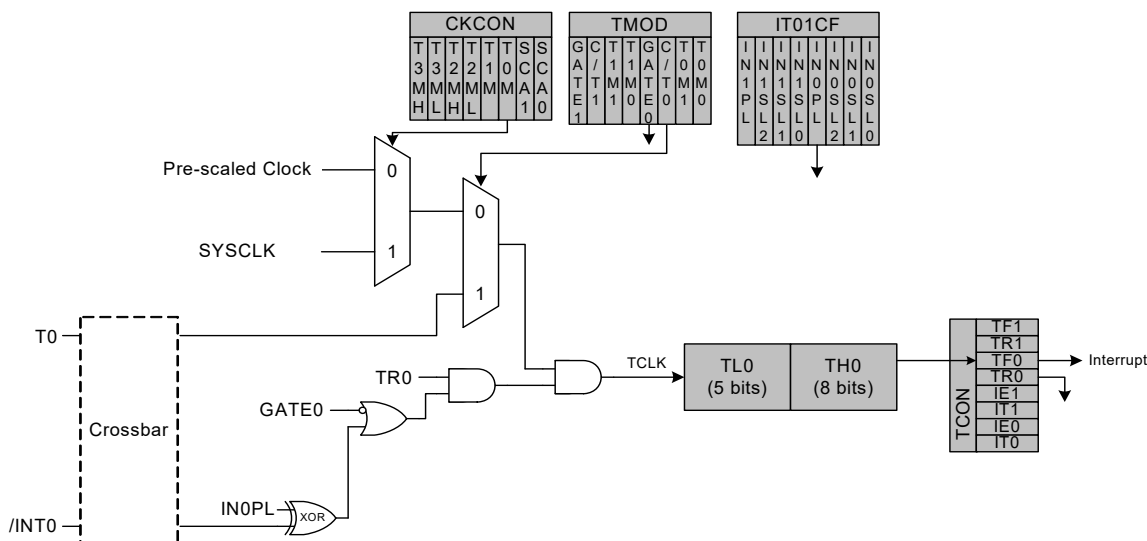 CKCON
T3MH
T3ML
T2MH
T2ML
T1M
T0M
SCA1
SCA0
TMOD
GATE1
C/T1
T1M1
T1M0
GATE0
C/T0
T0M1
T0M0
IT01CF
IN1PL
IN1SL2
IN1SL1
IN1SL0
IN0PL
IN0SL2
IN0SL1
IN0SL0
Pre-scaled Clock
0
SYSCLK
1
0
1
T0
Crossbar
/INT0
TR0
GATE0
IN0PL
XOR
TCLK
TL0
(5 bits)
TH0
(8 bits)
TCON
TF1
TR1
TF0
TR0
IE1
IT1
IE0
IT0
Interrupt